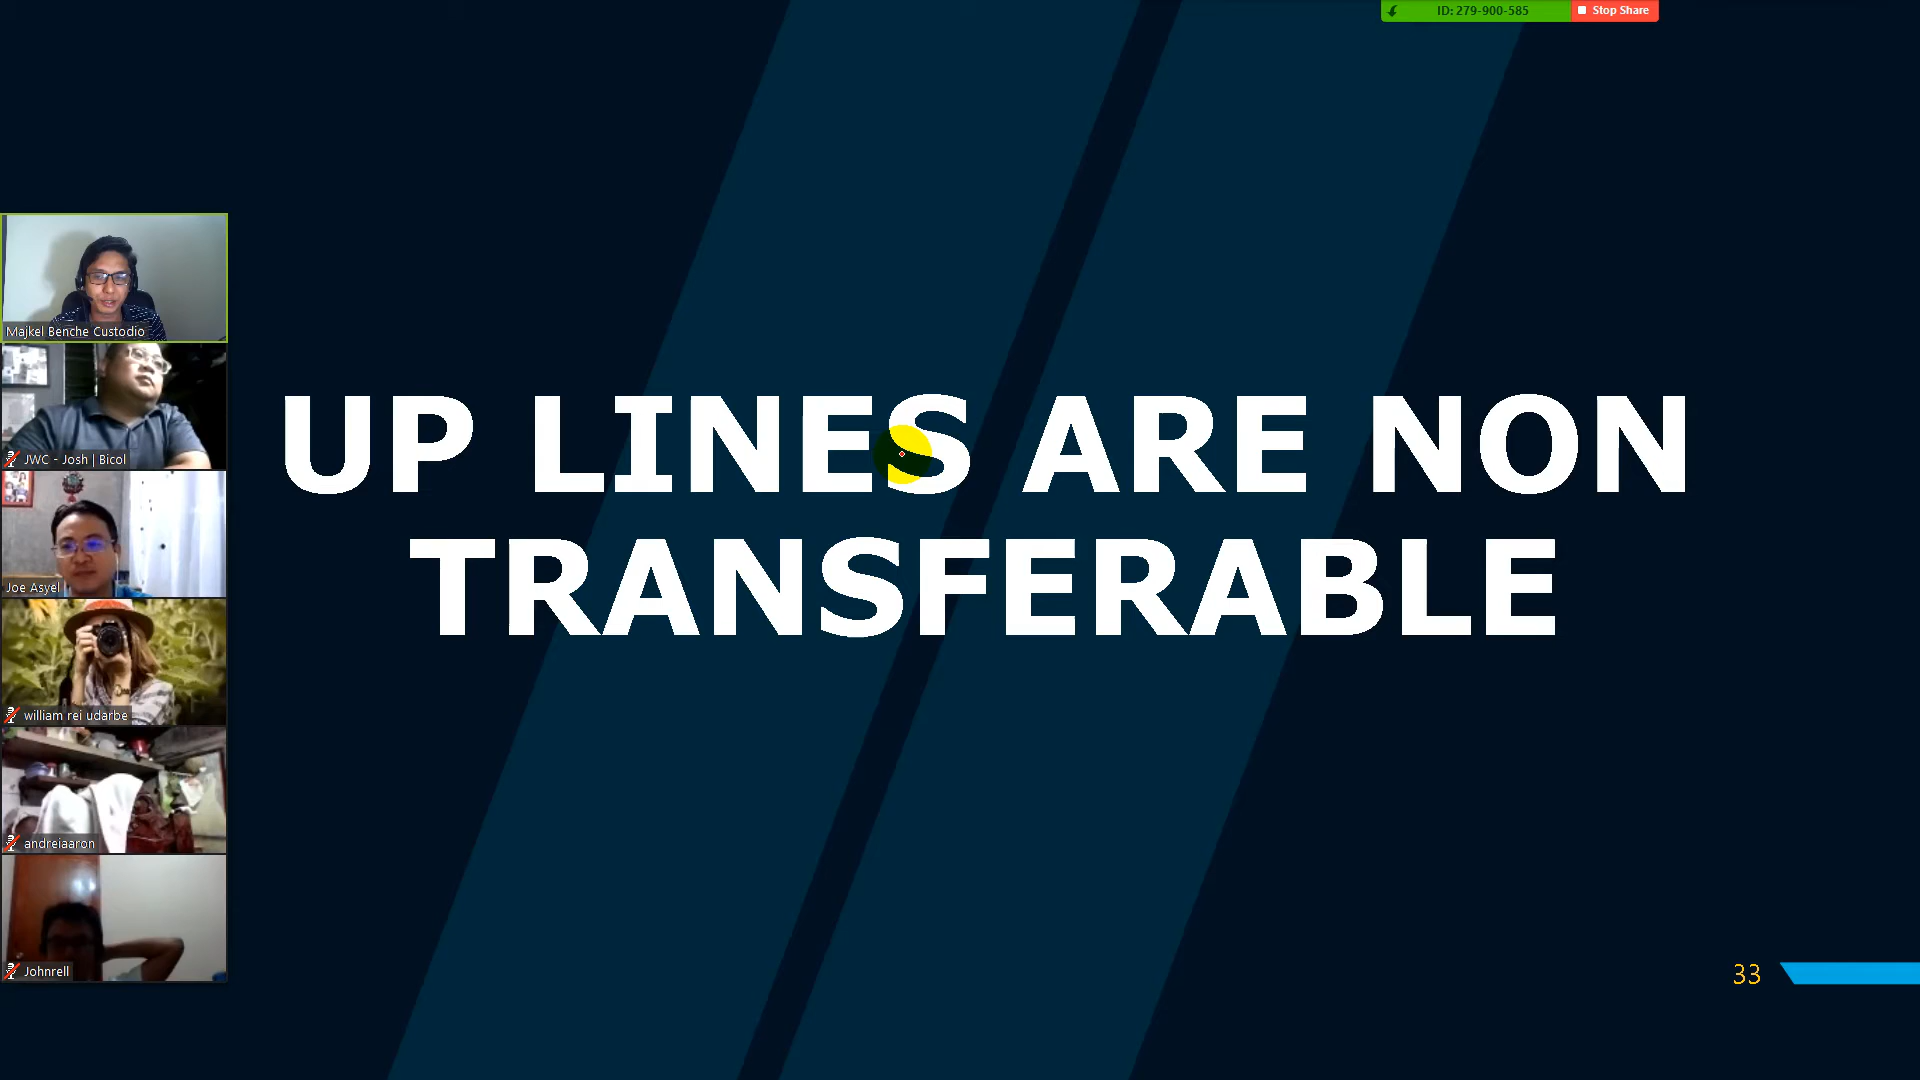 ID: 279-900-585
Stop Share
Majkel Benche Custodio
JWC - Josh | Bicol
Joe Asyel
william rei udarbe
andreiaaron
Johnrell
UP LINES ARE NON
TRANSFERABLE
33